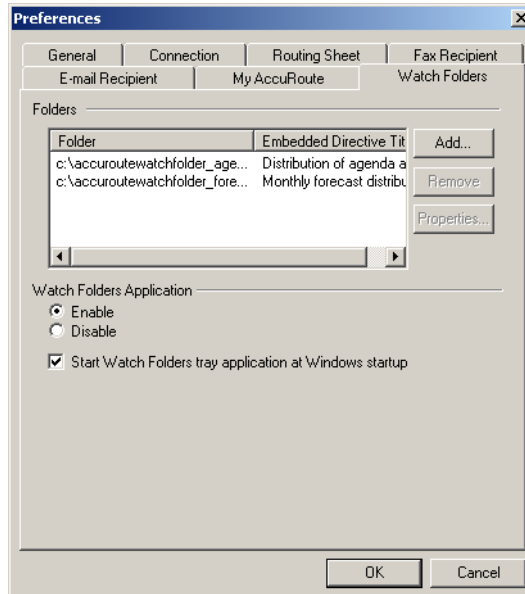 Preferences
General Connection Routing Sheet Fax Recipient
E-mail Recipient My AccuRoute Watch Folders
Folders
Folder Embedded Directive Tit
c:\accuroutewatchfolder_age... Distribution of agenda a
c:\accuroutewatchfolder_fore... Monthly forecast distribu
Add...
Remove
Properties...
Watch Folders Application
Enable
Disable
Start Watch Folders tray application at Windows startup
OK Cancel